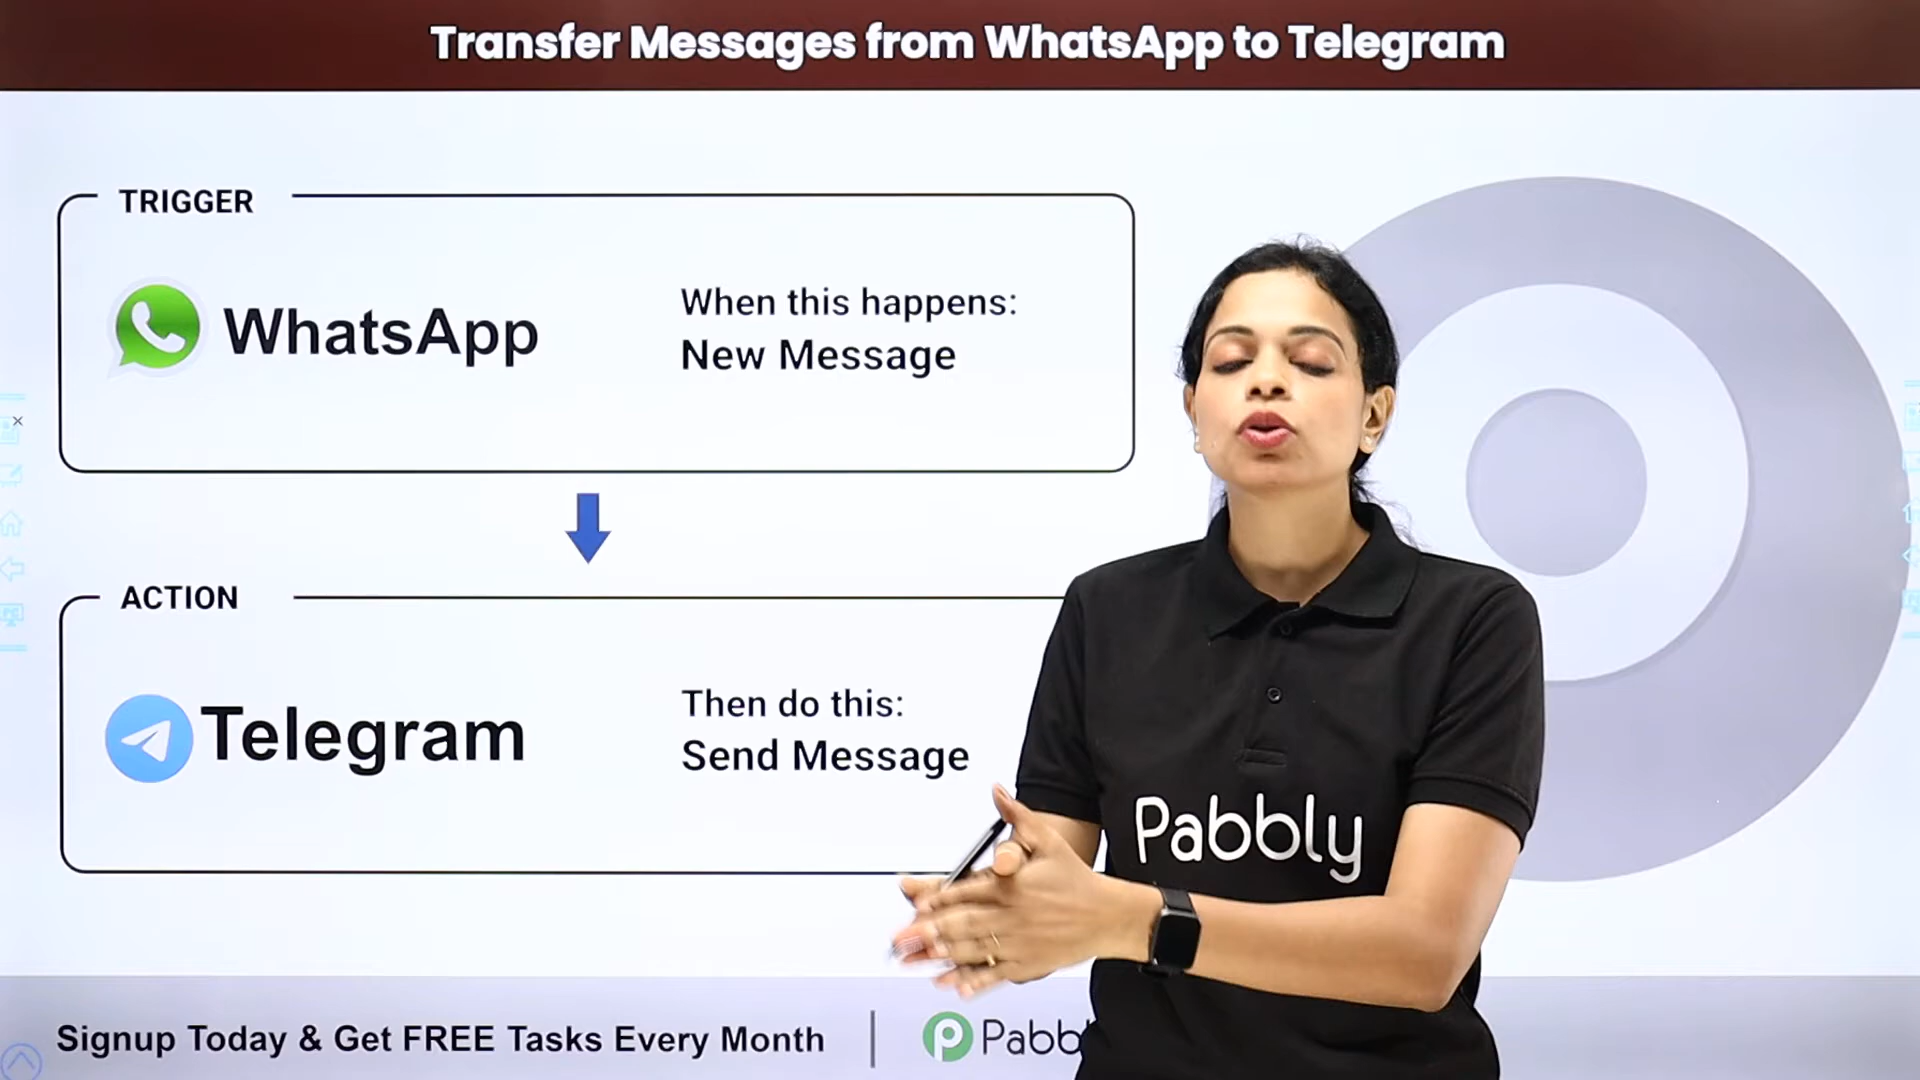 Transfer Messages from WhatsApp to Telegram
TRIGGER
WhatsApp
When this happens:
New Message
ACTION
Telegram
Then do this:
Send Message
Pabbly
Signup Today & Get FREE Tasks Every Month
Pabb